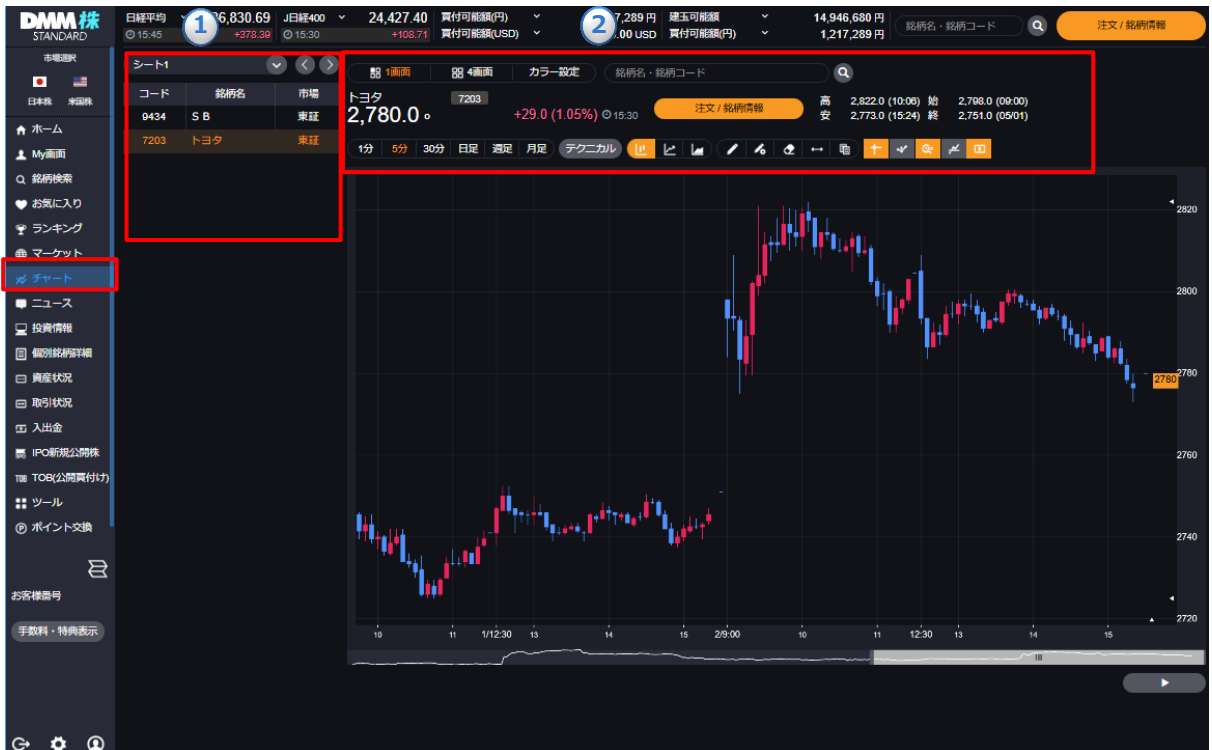 DMM 株
STANDARD
市場選択
日本株 米国株
ホーム
My画面
銘柄検索
お気に入り
ランキング
マーケット
チャート
ニュース
投資情報
個別銘柄詳細
資産状況
取引状況
入出金
IPO新規公開株
TOB TOB(公開買付け)
ツール
ポイント交換
お客様番号
手数料・特典表示
日経平均 6,830.69 J日経400 24,427.40 買付可能額(円) 7,289 円 建玉可能額 14,946,680 円
15:45 +378.39 15:30 +108.71 買付可能額(USD) .00 USD 買付可能額(円) 1,217,289 円
銘柄名・銘柄コード
注文 / 銘柄情報
1
2
シート1
コード 銘柄名 市場
9434 S B 東証
7203 トヨタ 東証
1画面 4画面 カラー設定 銘柄名・銘柄コード
トヨタ 7203
2,780.0 +29.0 (1.05%) 15:30 注文 / 銘柄情報
高 2,822.0 (10:06) 始 2,798.0 (09:00)
安 2,773.0 (15:24) 終 2,751.0 (05/01)
1分 5分 30分 日足 週足 月足 テクニカル
2820
2800
2780 2780
2760
2740
2720
10 11 1/12:30 13 14 15 2/9:00 10 11 12:30 13 14 15